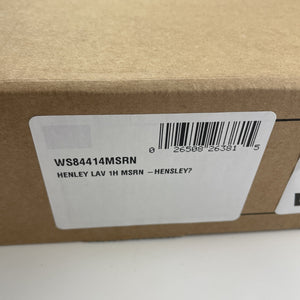 0 26508 26381 5
WS84414MSRN
HENLEY LAV 1H MSRN –HENSLEY?